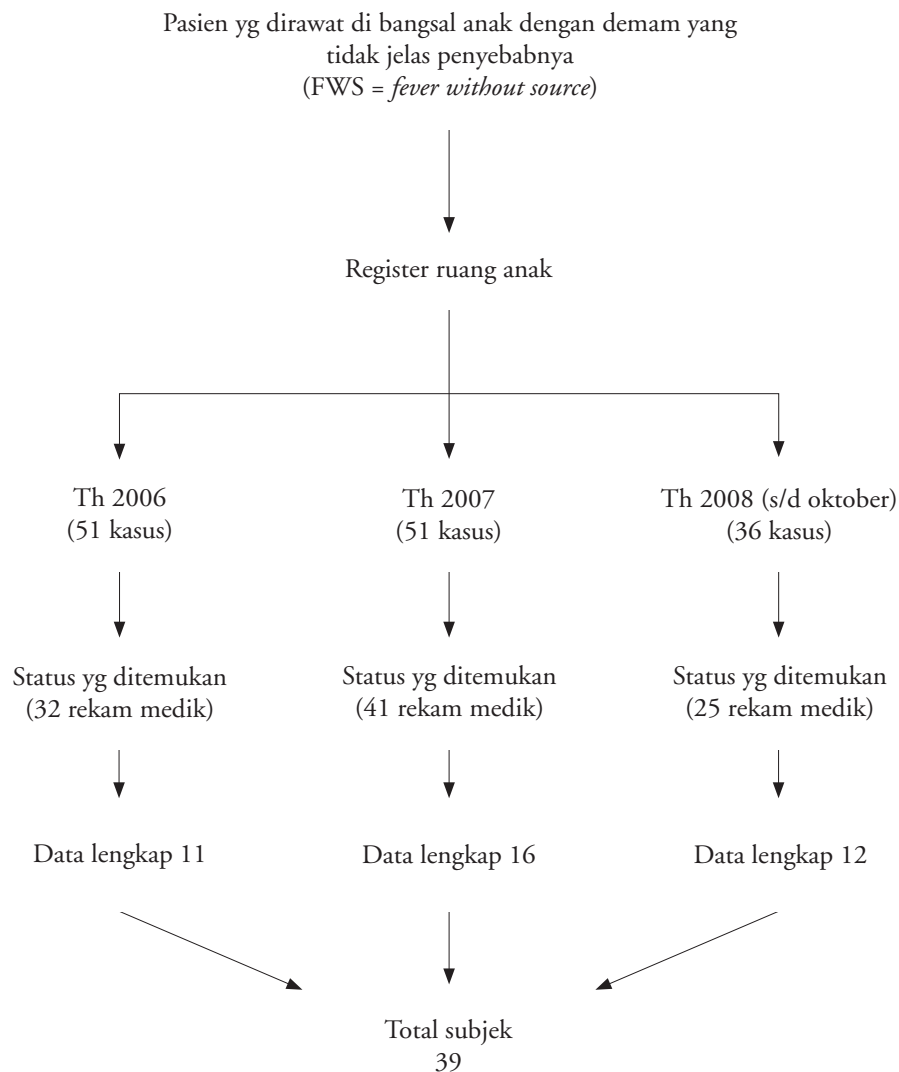 Pasien yg dirawat di bangsal anak dengan demam yang
tidak jelas penyebabnya
(FWS = fever without source)
Register ruang anak
Th 2006
(51 kasus)
Th 2007
(51 kasus)
Th 2008 (s/d oktober)
(36 kasus)
Status yg ditemukan
(32 rekam medik)
Status yg ditemukan
(41 rekam medik)
Status yg ditemukan
(25 rekam medik)
Data lengkap 11
Data lengkap 16
Data lengkap 12
Total subjek
39